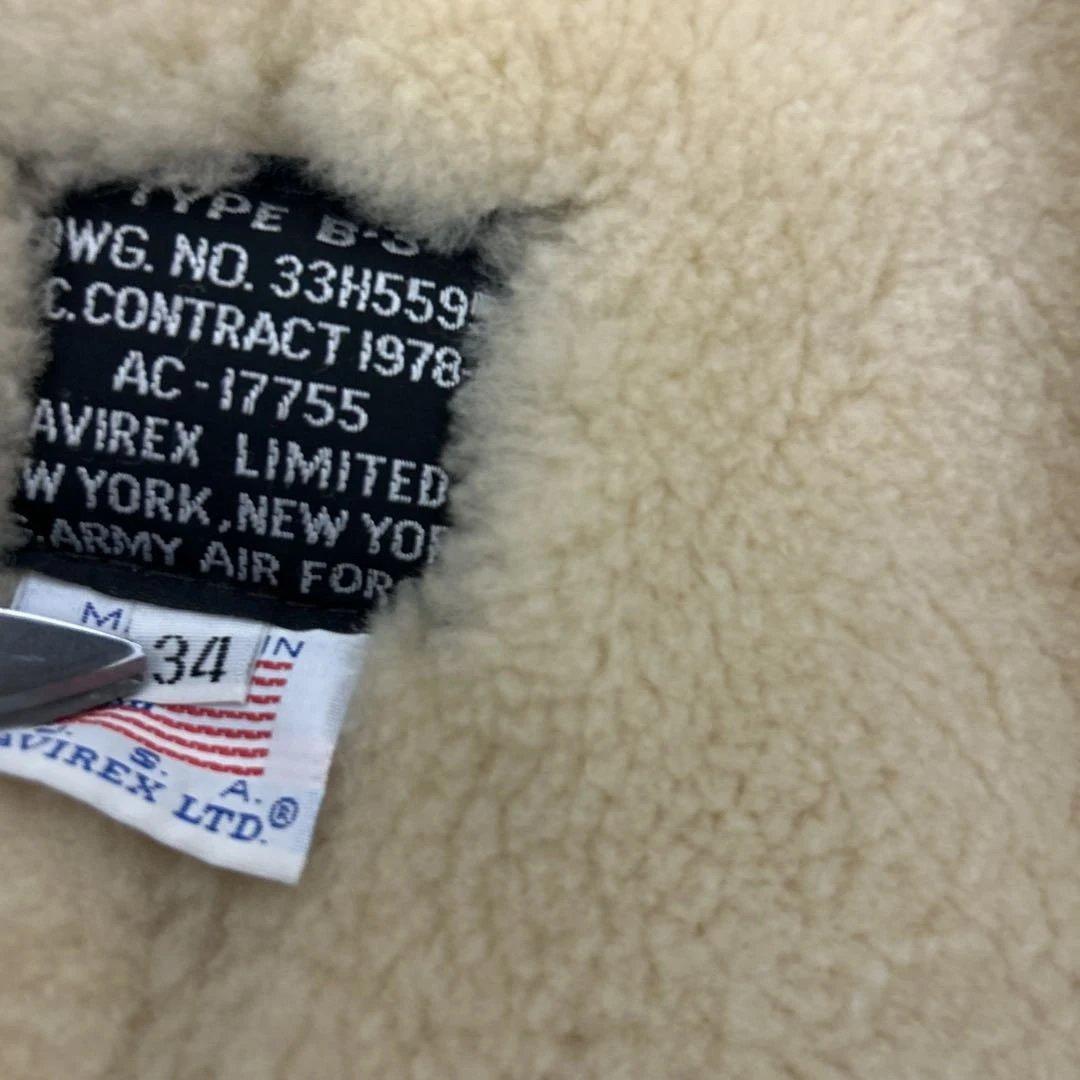 TYPE B-3
DWG. NO. 33H5595
C. CONTRACT 1978-
AC-17755
AVIREX LIMITED
W YORK, NEW YOR
S. ARMY AIR FOR
34
IN
U. S. A.
AVIREX LTD.®